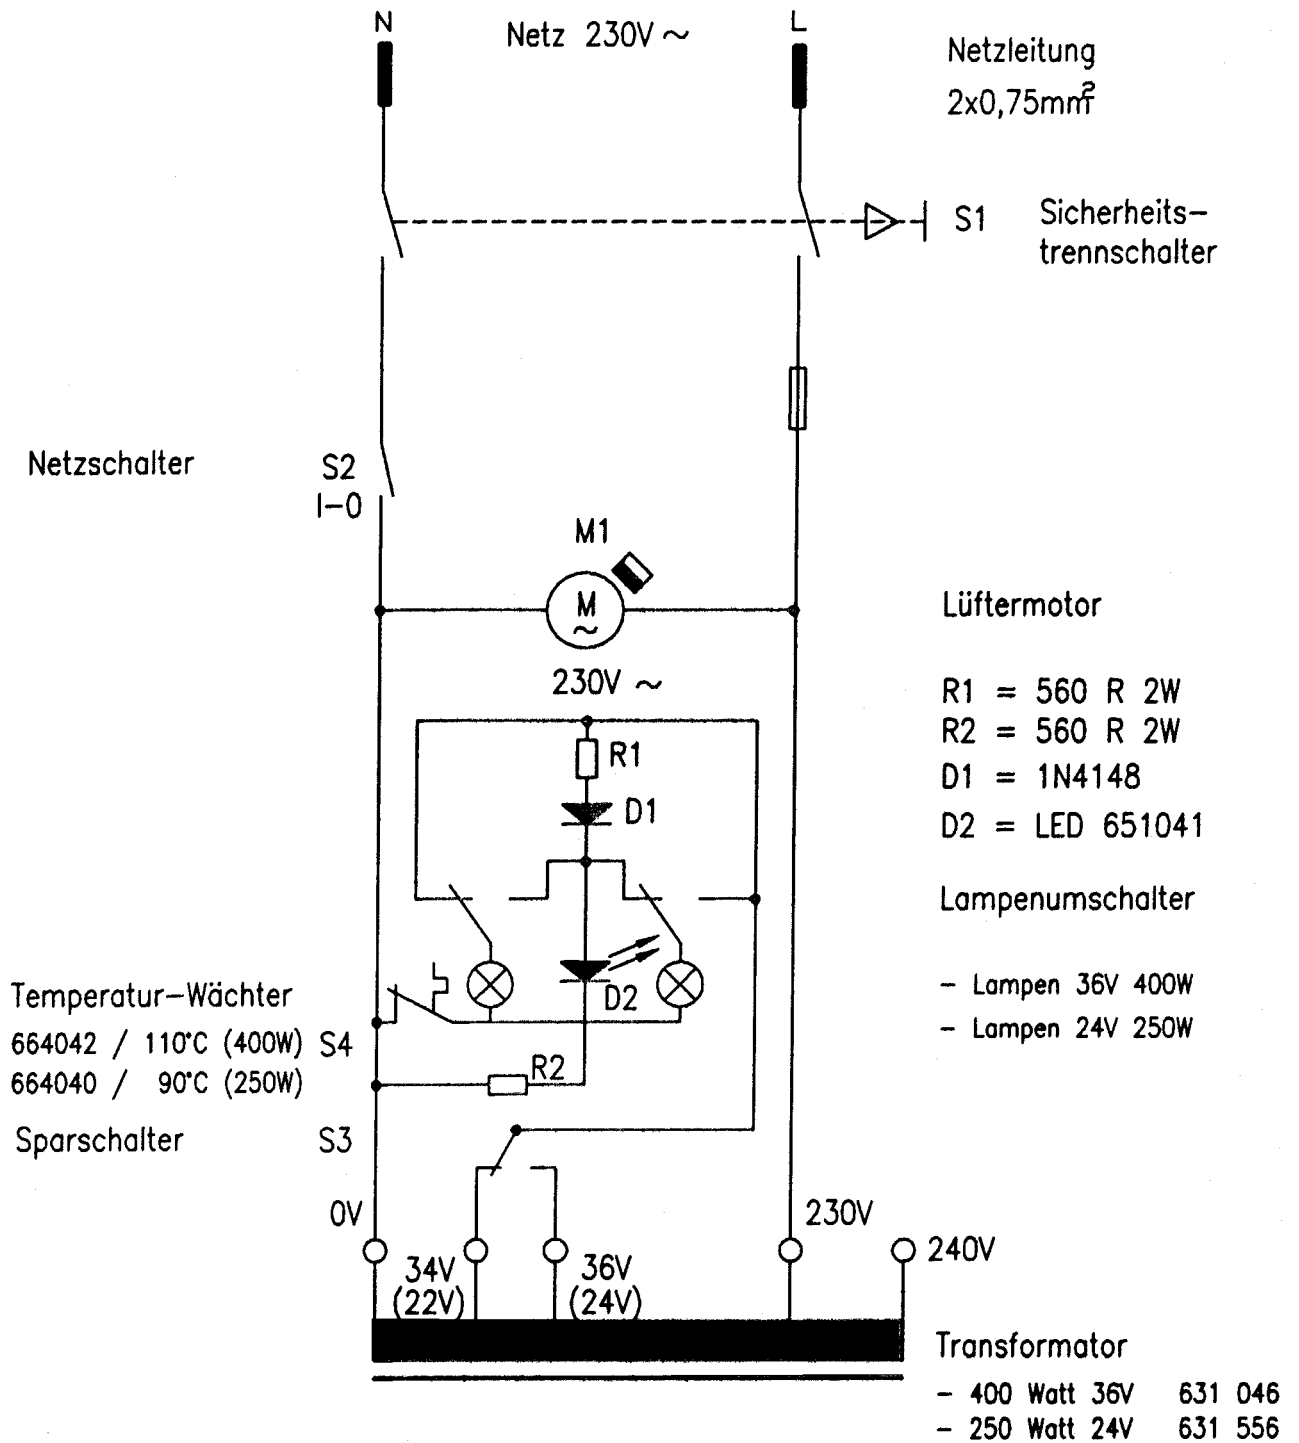 N
Netz 230V ~
L
Netzleitung
2x0,75mm²
S1
Sicherheits-
trennschalter
Netzschalter
S2
I-0
M1
M
~
230V ~
Lüftermotor
R1 = 560 R 2W
R2 = 560 R 2W
D1 = 1N4148
D2 = LED 651041
R1
D1
Lampenumschalter
- Lampen 36V 400W
- Lampen 24V 250W
D2
Temperatur-Wächter
664042 / 110°C (400W) S4
664040 / 90°C (250W)
R2
Sparschalter
S3
0V
34V
(22V)
36V
(24V)
230V
240V
Transformator
- 400 Watt 36V 631 046
- 250 Watt 24V 631 556